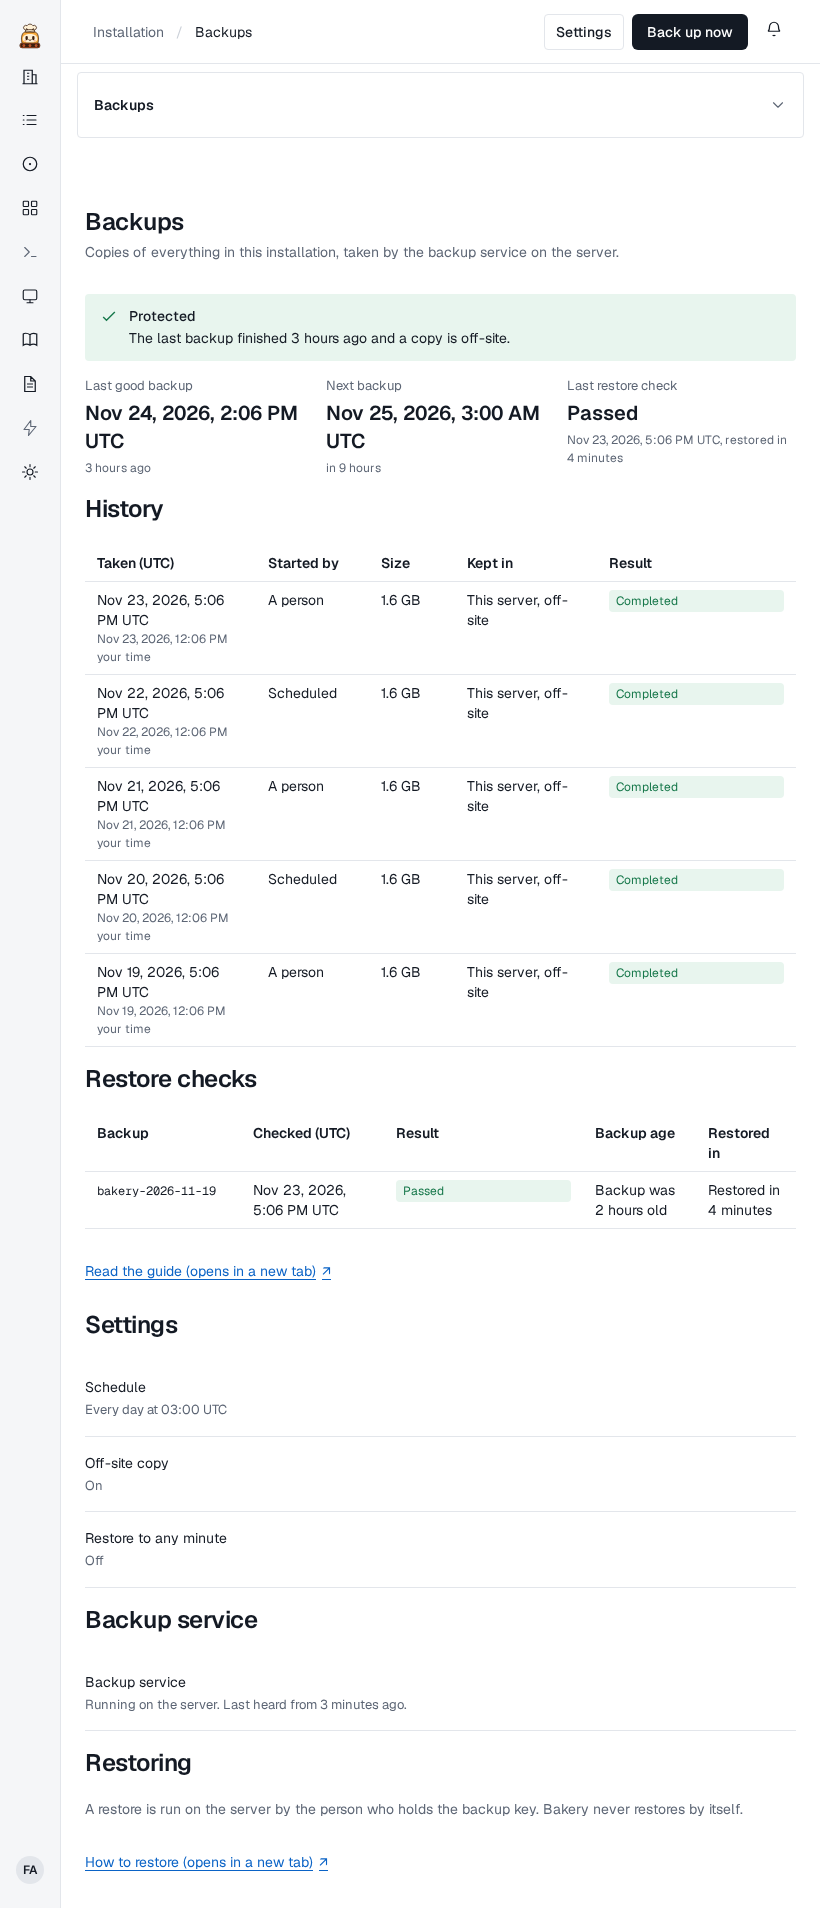 Installation / Backups
Settings
Back up now
Backups
Backups
Copies of everything in this installation, taken by the backup service on the server.
Protected
The last backup finished 3 hours ago and a copy is off-site.
Last good backup
Nov 24, 2026, 2:06 PM
UTC
3 hours ago
Next backup
Nov 25, 2026, 3:00 AM
UTC
in 9 hours
Last restore check
Passed
Nov 23, 2026, 5:06 PM UTC, restored in
4 minutes
History
Taken (UTC) Started by Size Kept in Result
Nov 23, 2026, 5:06 A person 1.6 GB This server, off- Completed
PM UTC site
Nov 23, 2026, 12:06 PM
your time
Nov 22, 2026, 5:06 Scheduled 1.6 GB This server, off- Completed
PM UTC site
Nov 22, 2026, 12:06 PM
your time
Nov 21, 2026, 5:06 A person 1.6 GB This server, off- Completed
PM UTC site
Nov 21, 2026, 12:06 PM
your time
Nov 20, 2026, 5:06 Scheduled 1.6 GB This server, off- Completed
PM UTC site
Nov 20, 2026, 12:06 PM
your time
Nov 19, 2026, 5:06 A person 1.6 GB This server, off- Completed
PM UTC site
Nov 19, 2026, 12:06 PM
your time
Restore checks
Backup Checked (UTC) Result Backup age Restored
in
bakery-2026-11-19 Nov 23, 2026, Passed Backup was Restored in
5:06 PM UTC 2 hours old 4 minutes
Read the guide (opens in a new tab)
Settings
Schedule
Every day at 03:00 UTC
Off-site copy
On
Restore to any minute
Off
Backup service
Backup service
Running on the server. Last heard from 3 minutes ago.
Restoring
A restore is run on the server by the person who holds the backup key. Bakery never restores by itself.
How to restore (opens in a new tab)
FA